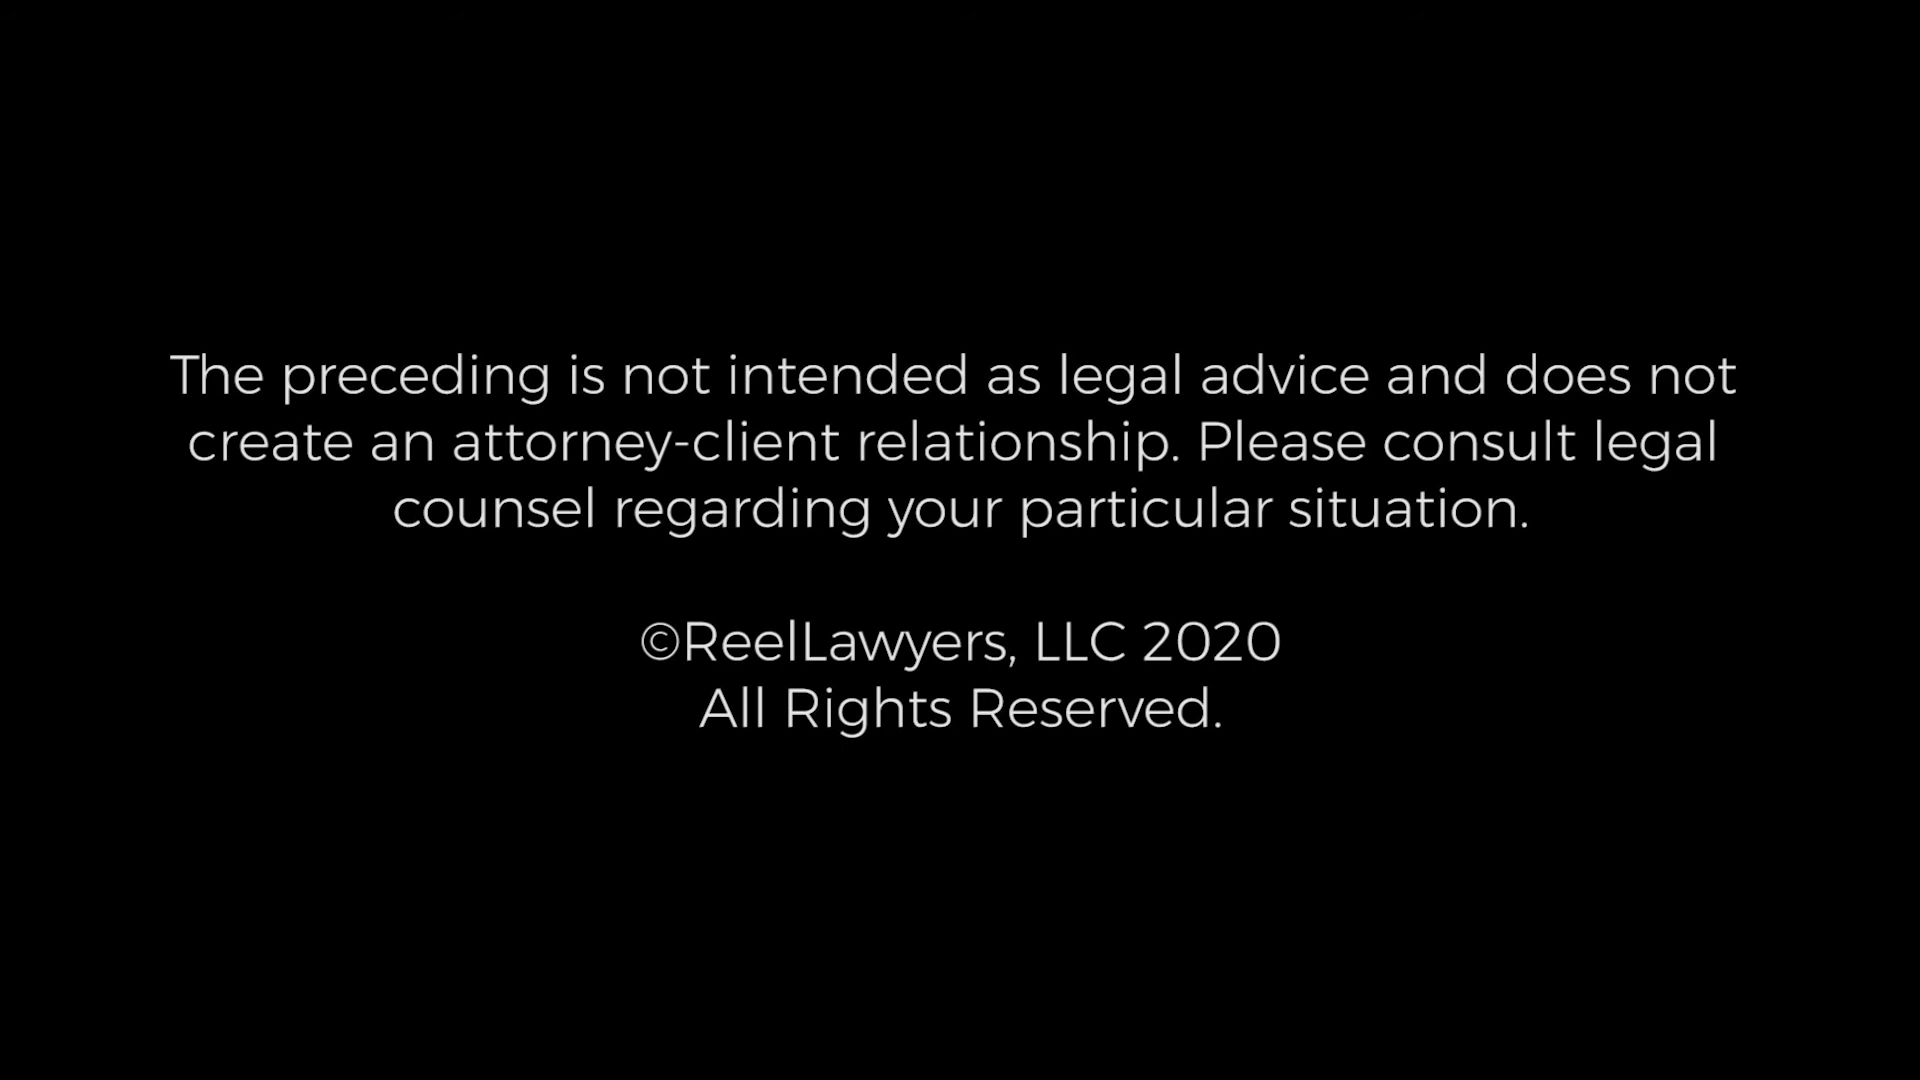 The preceding is not intended as legal advice and does not
create an attorney-client relationship. Please consult legal
counsel regarding your particular situation.
©ReelLawyers, LLC 2020
All Rights Reserved.